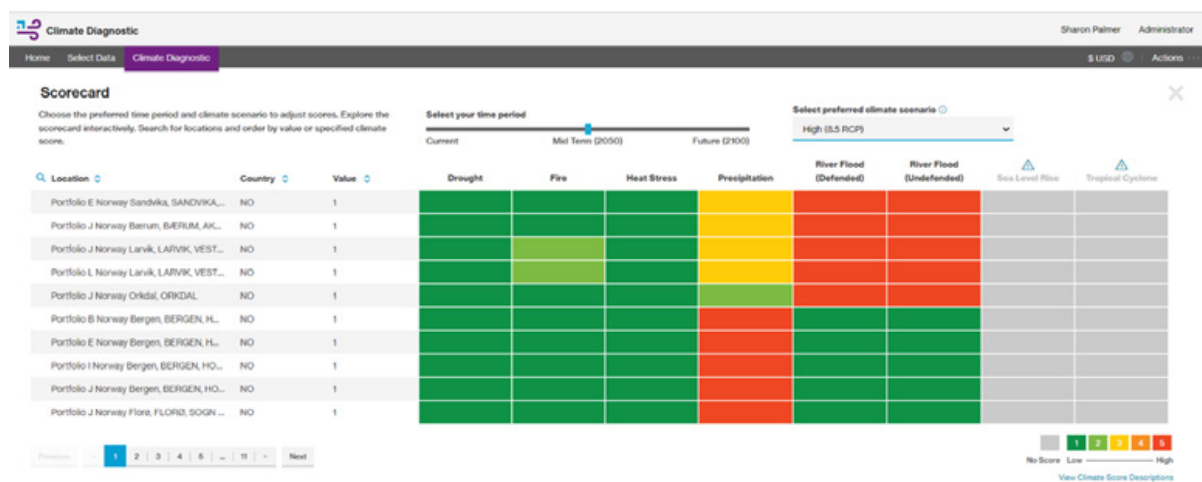 Climate Diagnostic
Sharon Palmer Administrator
Home Select Data Climate Diagnostic
$ USD Actions ...
Scorecard
Choose the preferred time period and climate scenario to adjust scores. Explore the
scorecard interactively. Search for locations and order by value or specified climate
score.
Select your time period
Current Mid Term (2050) Future (2100)
Select preferred climate scenario
High (8.5 RCP)
Location Country Value Drought Fire Heat Stress Precipitation River Flood (Defended) River Flood (Undefended) Sea Level Rise Tropical Cyclone
Portfolio E Norway Sandvika, SANDVIKA,... NO 1
Portfolio J Norway Bærum, BÆRUM, AK... NO 1
Portfolio J Norway Larvik, LARVIK, VEST... NO 1
Portfolio L Norway Larvik, LARVIK, VEST... NO 1
Portfolio J Norway Orkdal, ORKDAL NO 1
Portfolio B Norway Bergen, BERGEN, H... NO 1
Portfolio E Norway Bergen, BERGEN, H... NO 1
Portfolio I Norway Bergen, BERGEN, HO... NO 1
Portfolio J Norway Bergen, BERGEN, HO... NO 1
Portfolio J Norway Florø, FLORØ, SOGN ... NO 1
Previous 1 2 3 4 5 ... 11 Next
1 2 3 4 5
No Score Low High
View Climate Score Descriptions